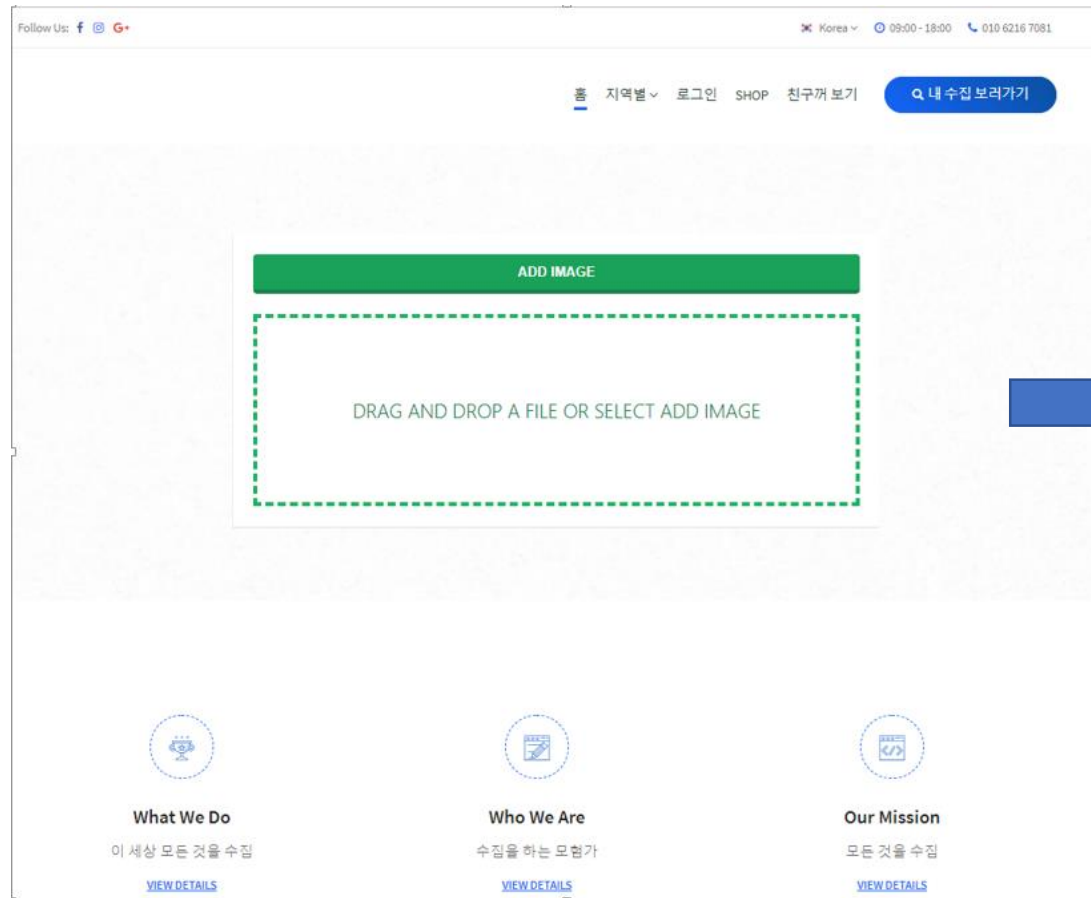 Follow Us: f G+
Korea 09:00 - 18:00 010 6216 7081
홈 지역별 로그인 SHOP 친구꺼 보기 내 수집 보러가기
ADD IMAGE
DRAG AND DROP A FILE OR SELECT ADD IMAGE
What We Do Who We Are Our Mission
이 세상 모든 것을 수집 수집을 하는 모험가 모든 것을 수집
VIEW DETAILS VIEW DETAILS VIEW DETAILS